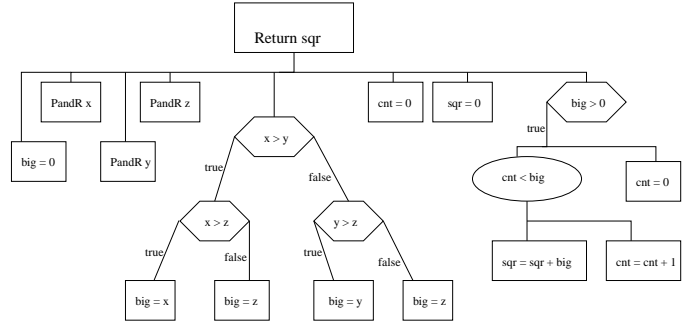 Return sqr
PandR x
PandR z
cnt = 0
sqr = 0
big > 0
big = 0
PandR y
x > y
true
true
false
cnt < big
cnt = 0
x > z
y > z
true
false
true
false
sqr = sqr + big
cnt = cnt + 1
big = x
big = z
big = y
big = z